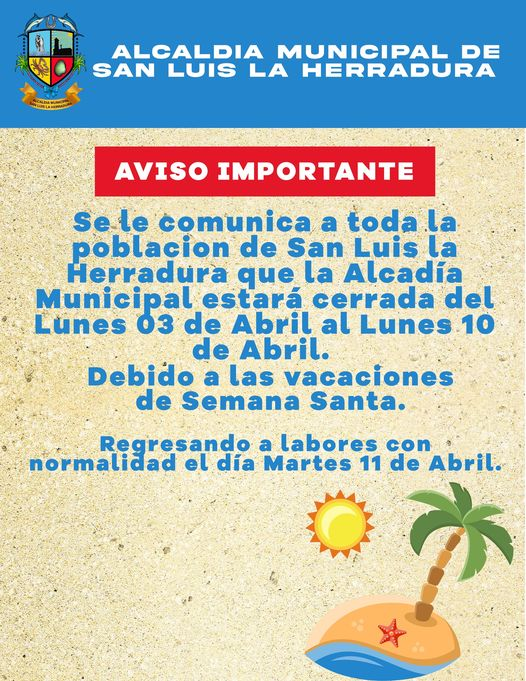 ALCALDIA MUNICIPAL DE
SAN LUIS LA HERRADURA
ALCALDIA MUNICIPAL
SAN LUIS LA HERRADURA
AVISO IMPORTANTE
Se le comunica a toda la
poblacion de San Luis la
Herradura que la Alcadía
Municipal estará cerrada del
Lunes 03 de Abril al Lunes 10
de Abril.
Debido a las vacaciones
de Semana Santa.
Regresando a labores con
normalidad el día Martes 11 de Abril.